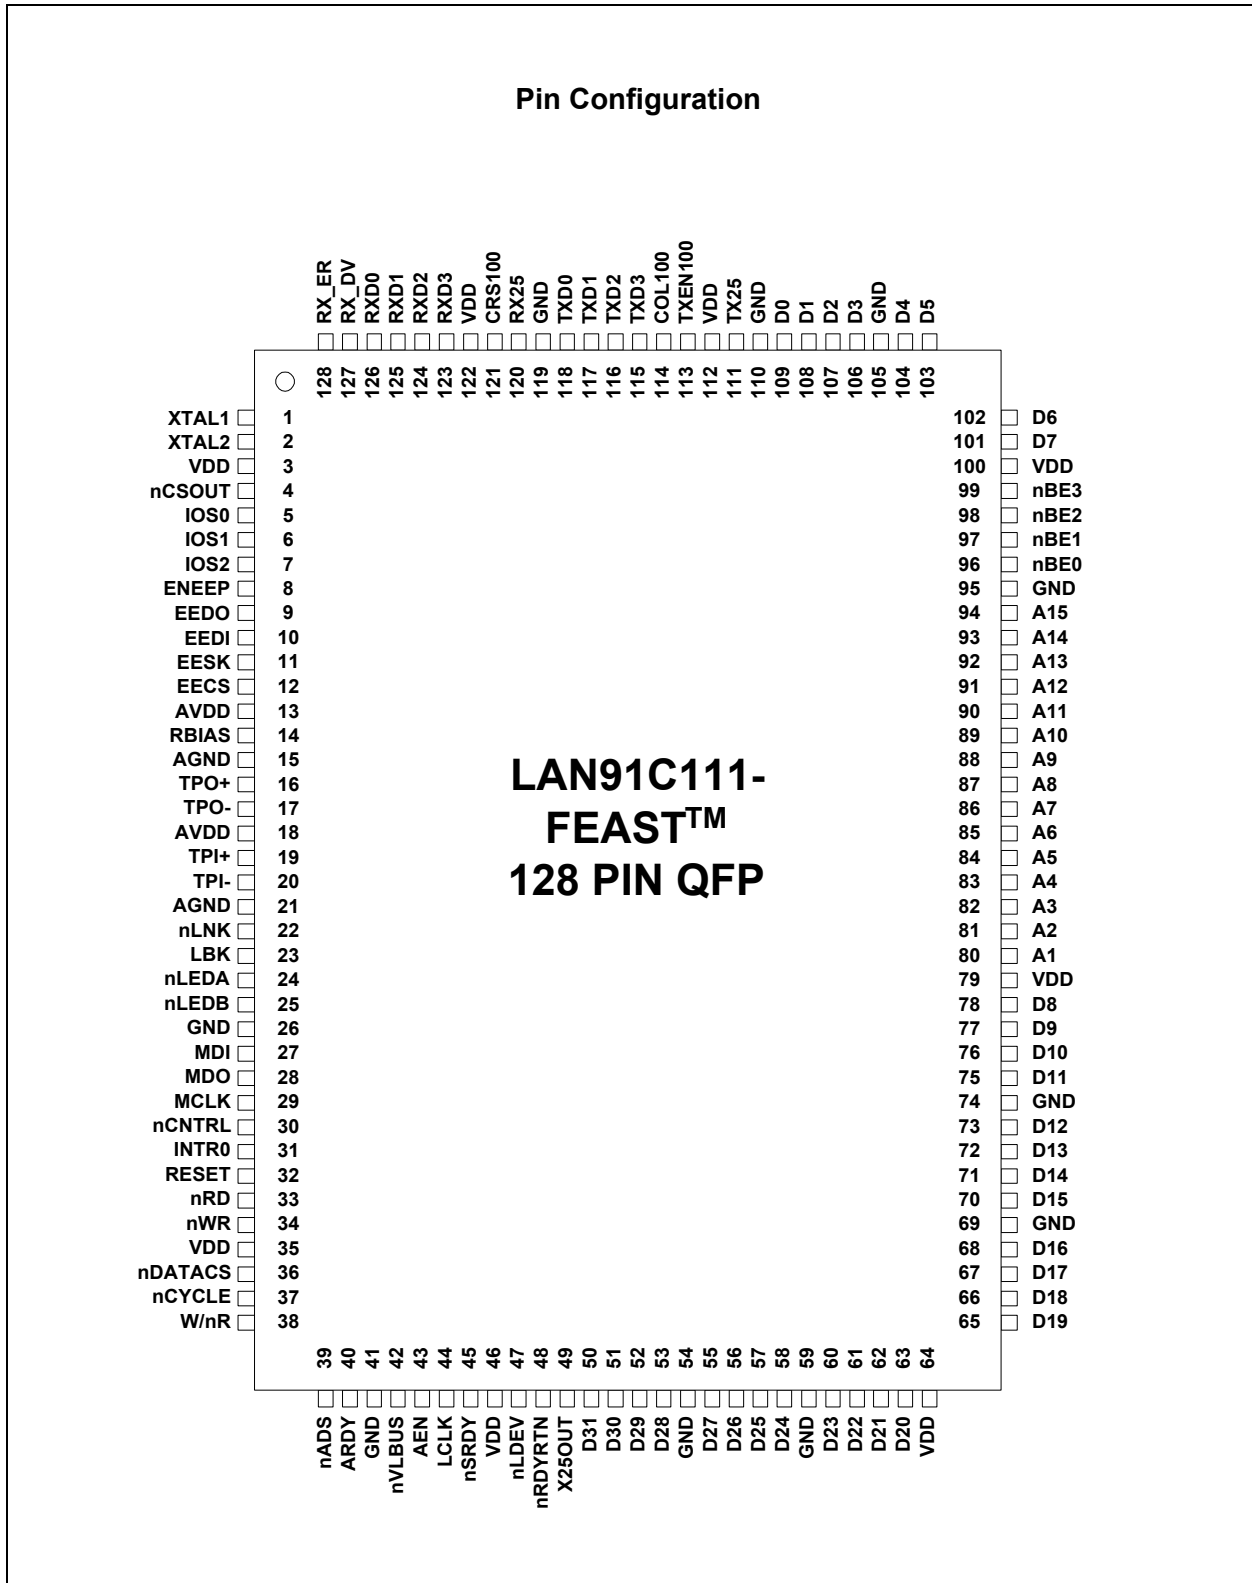 Pin Configuration
RX_ER RX_DV RXD0 RXD1 RXD2 RXD3 VDD CRS100 RX25 GND TXD0 TXD1 TXD2 TXD3 COL100 TXEN100 VDD TX25 GND D0 D1 D2 D3 GND D4 D5
128 127 126 125 124 123 122 121 120 119 118 117 116 115 114 113 112 111 110 109 108 107 106 105 104 103
XTAL1 1 102 D6
XTAL2 2 101 D7
VDD 3 100 VDD
nCSOUT 4 99 nBE3
IOS0 5 98 nBE2
IOS1 6 97 nBE1
IOS2 7 96 nBE0
ENEEP 8 95 GND
EEDO 9 94 A15
EEDI 10 93 A14
EESK 11 92 A13
EECS 12 91 A12
AVDD 13 90 A11
RBIAS 14 89 A10
AGND 15 88 A9
TPO+ 16 87 A8
TPO- 17 86 A7
AVDD 18 85 A6
TPI+ 19 84 A5
TPI- 20 83 A4
AGND 21 82 A3
nLNK 22 81 A2
LBK 23 80 A1
nLEDA 24 79 VDD
nLEDB 25 78 D8
GND 26 77 D9
MDI 27 76 D10
MDO 28 75 D11
MCLK 29 74 GND
nCNTRL 30 73 D12
INTR0 31 72 D13
RESET 32 71 D14
nRD 33 70 D15
nWR 34 69 GND
VDD 35 68 D16
nDATACS 36 67 D17
nCYCLE 37 66 D18
W/nR 38 65 D19
LAN91C111-
FEAST™
128 PIN QFP
39 40 41 42 43 44 45 46 47 48 49 50 51 52 53 54 55 56 57 58 59 60 61 62 63 64
nADS ARDY GND nVLBUS AEN LCLK nSRDY VDD nLDEV nRDYRTN X25OUT D31 D30 D29 D28 GND D27 D26 D25 D24 GND D23 D22 D21 D20 VDD